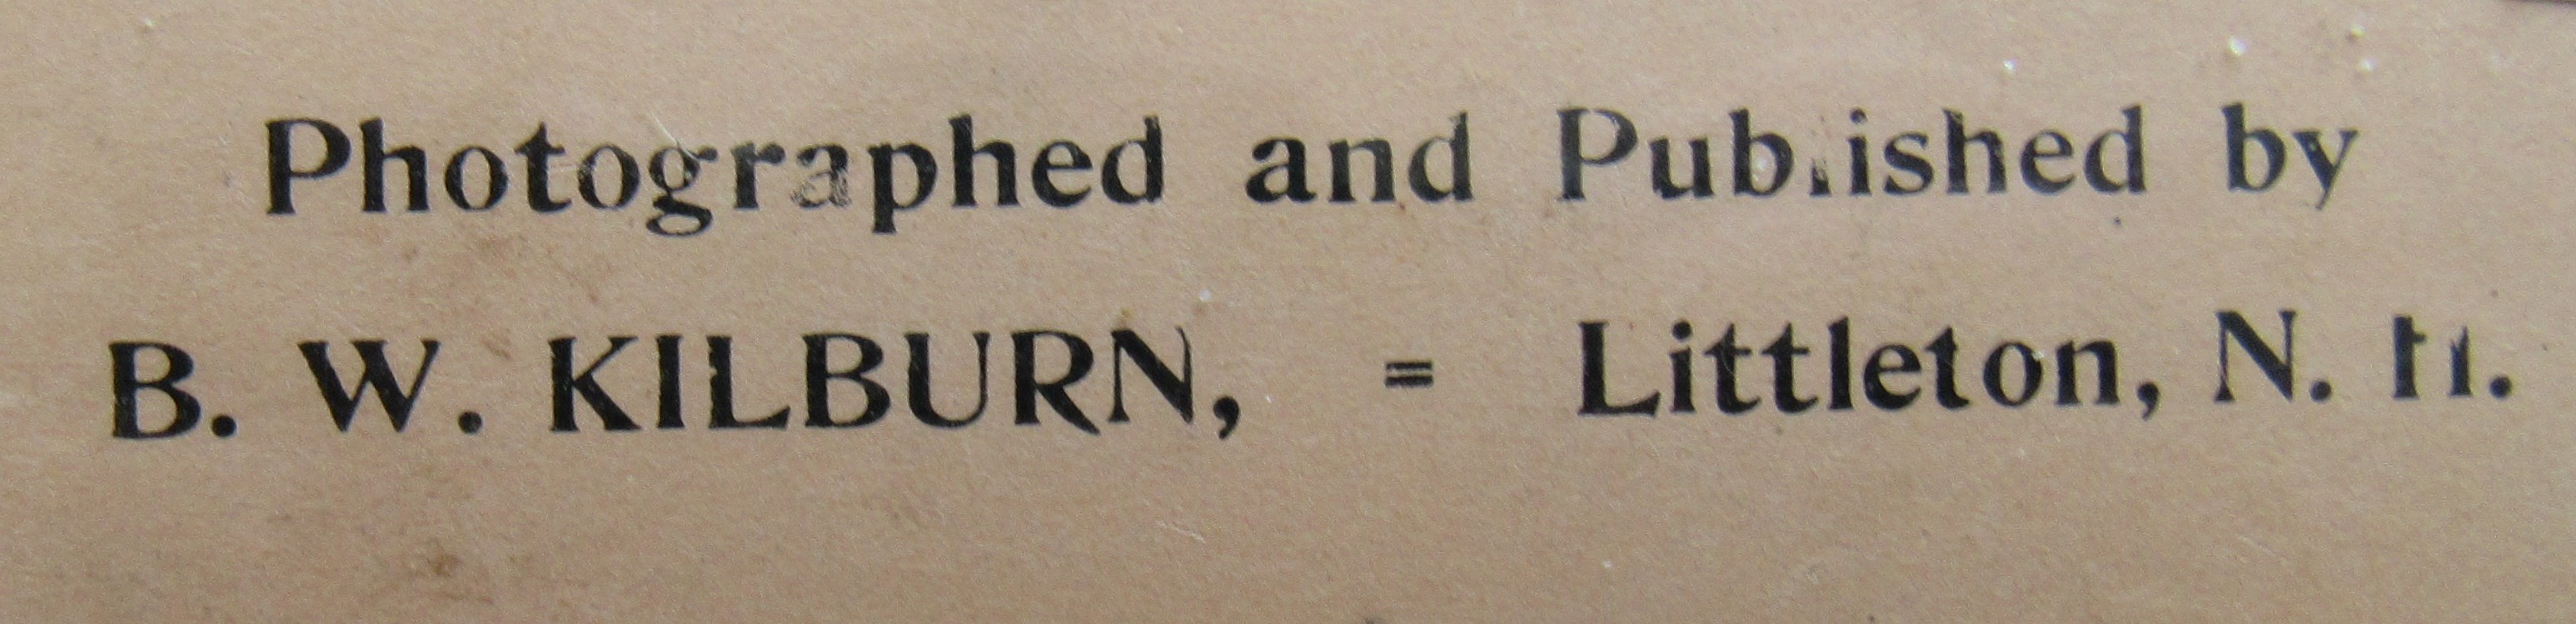 Photographed and Published by
B. W. KILBURN, = Littleton, N. H.